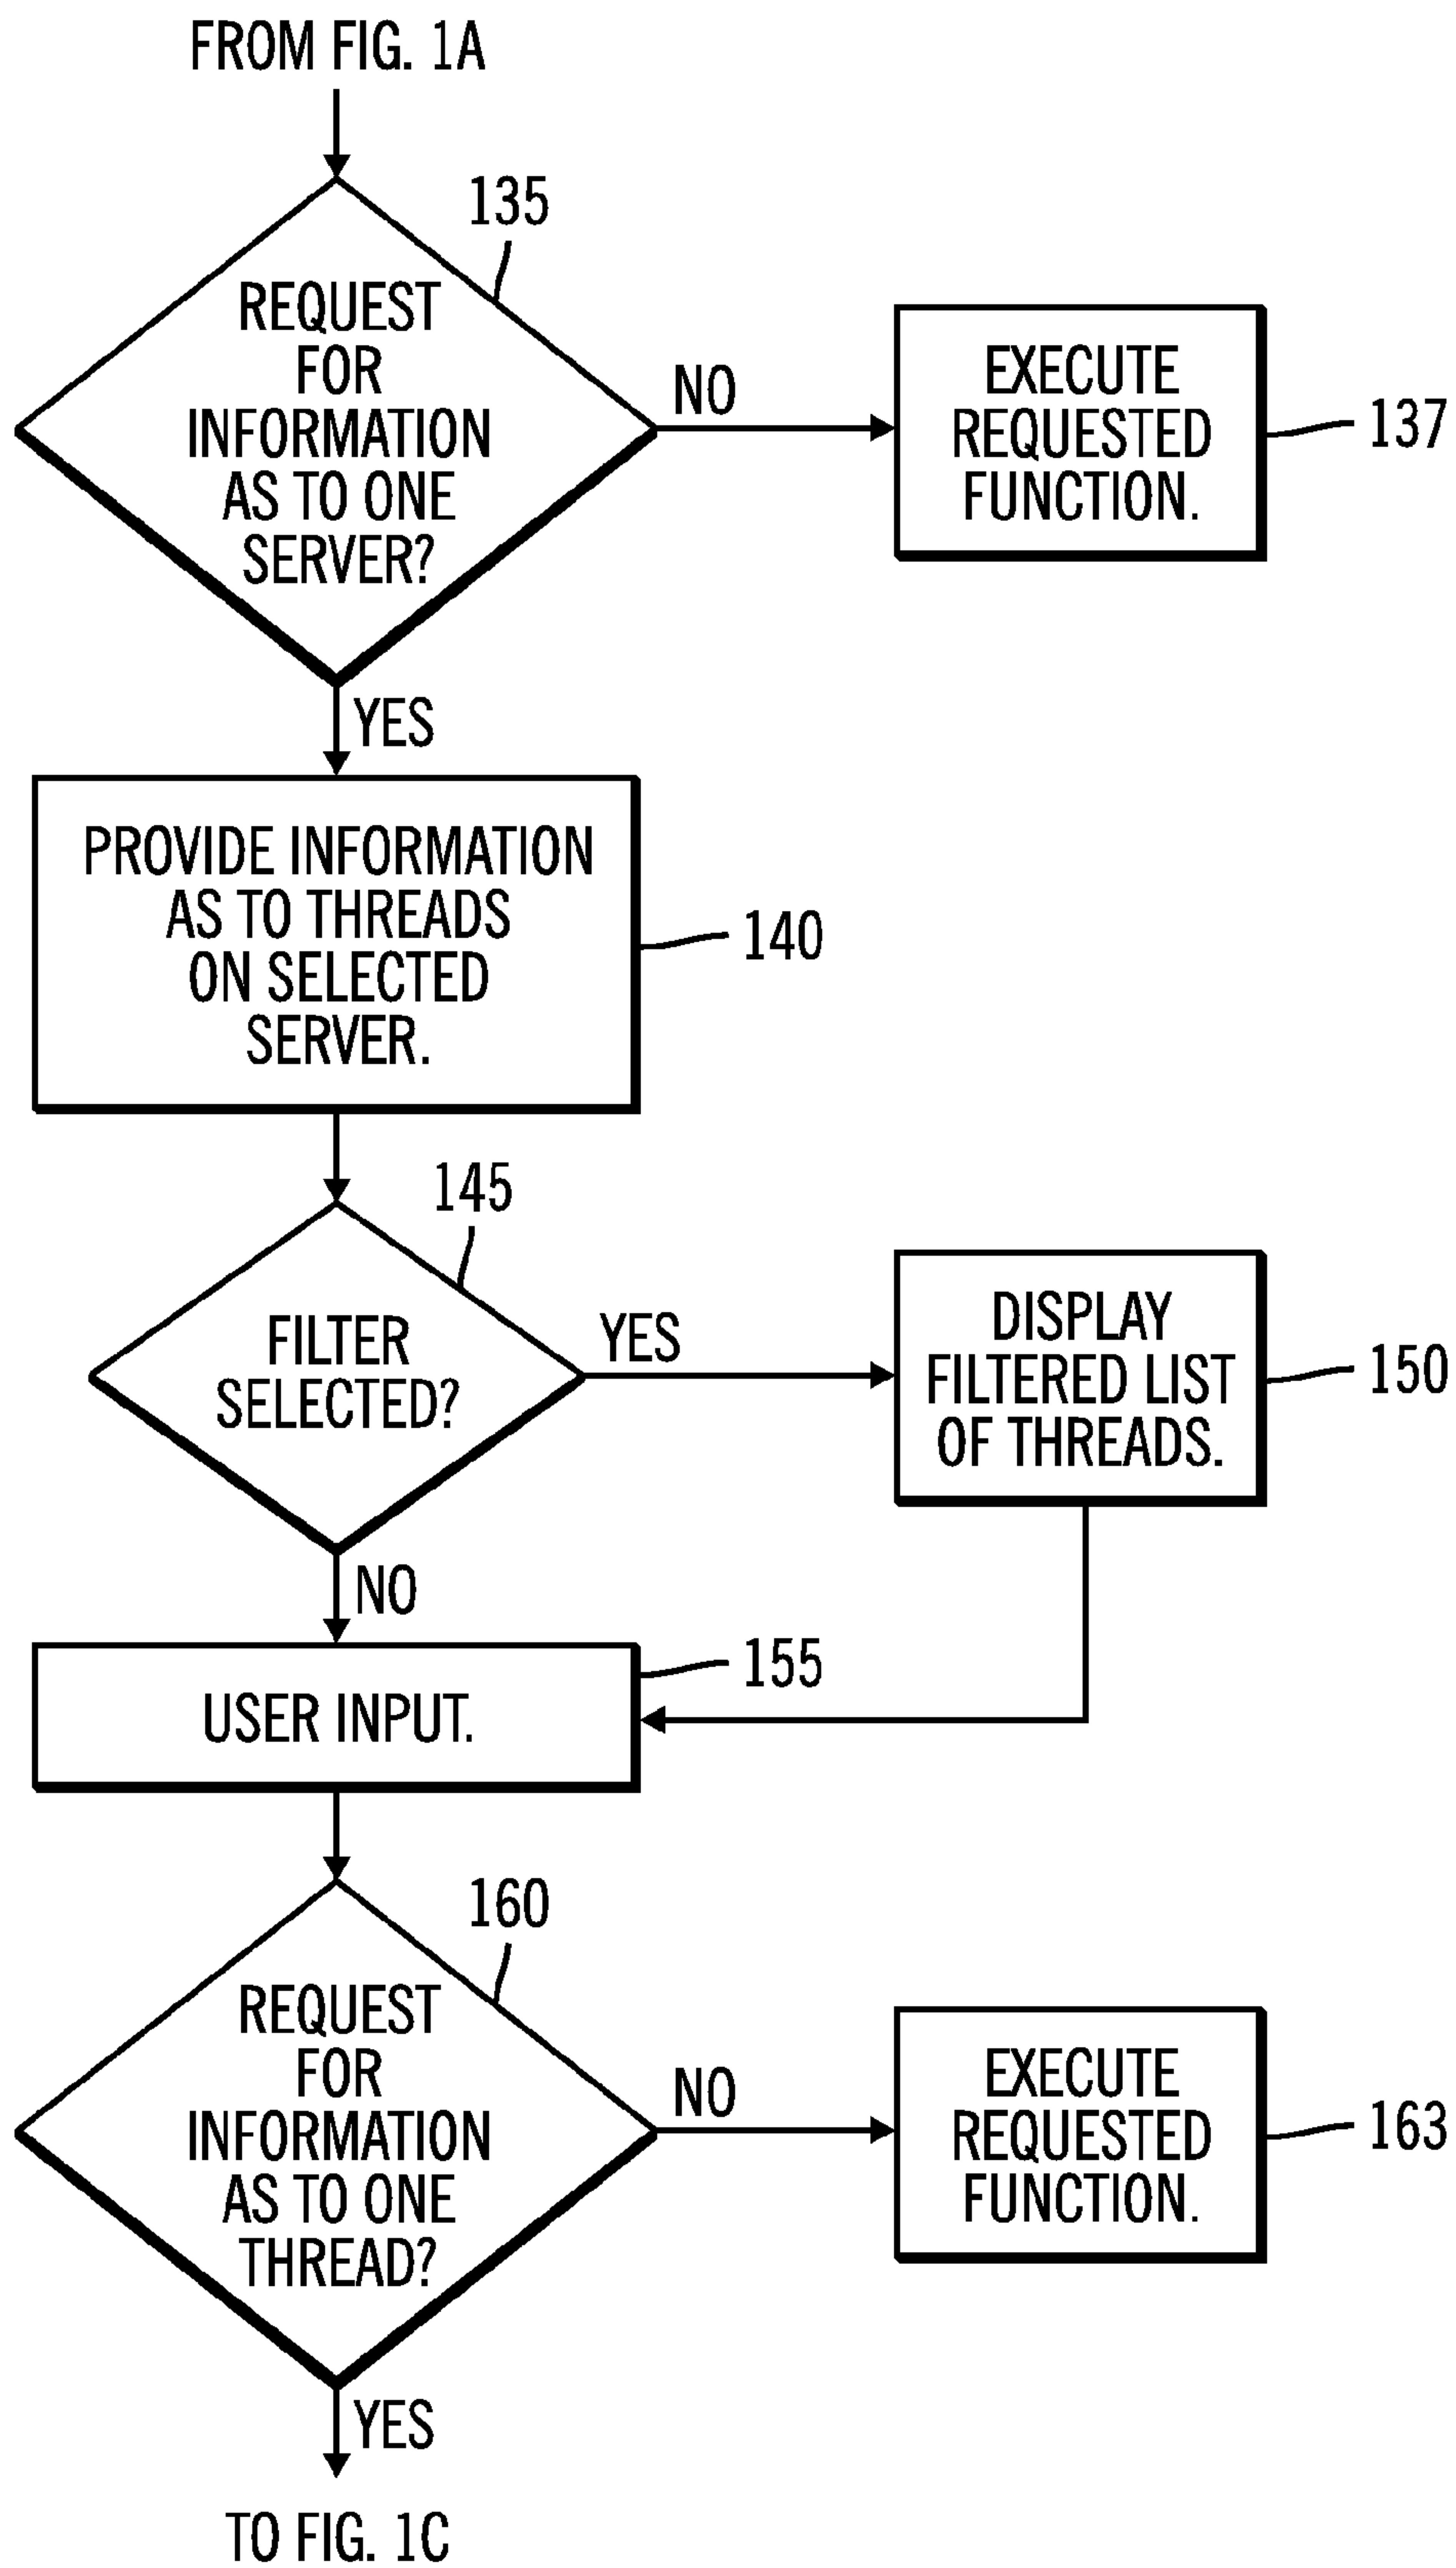 FROM FIG. 1A
135
REQUEST
FOR
INFORMATION
AS TO ONE
SERVER?
NO
EXECUTE
REQUESTED
FUNCTION.
137
YES
PROVIDE INFORMATION
AS TO THREADS
ON SELECTED
SERVER.
140
145
FILTER
SELECTED?
YES
DISPLAY
FILTERED LIST
OF THREADS.
150
NO
USER INPUT.
155
160
REQUEST
FOR
INFORMATION
AS TO ONE
THREAD?
NO
EXECUTE
REQUESTED
FUNCTION.
163
YES
TO FIG. 1C